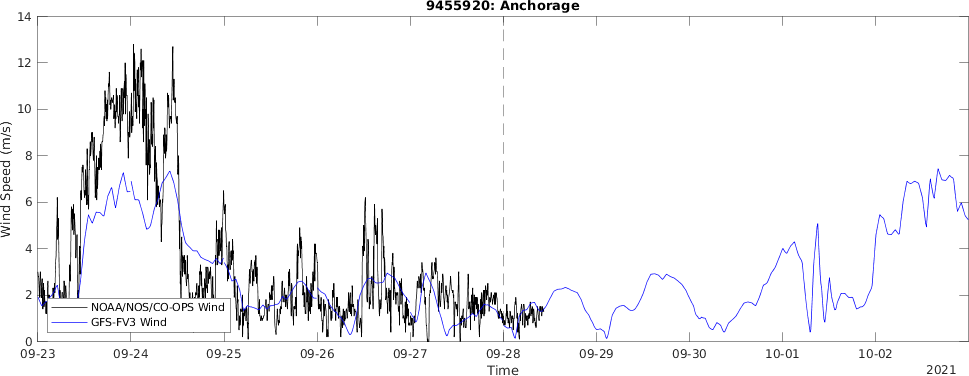 9455920: Anchorage
14
12
10
8
6
4
2
0
Wind Speed (m/s)
NOAA/NOS/CO-OPS Wind
GFS-FV3 Wind
09-23 09-24 09-25 09-26 09-27 09-28 09-29 09-30 10-01 10-02
Time
2021